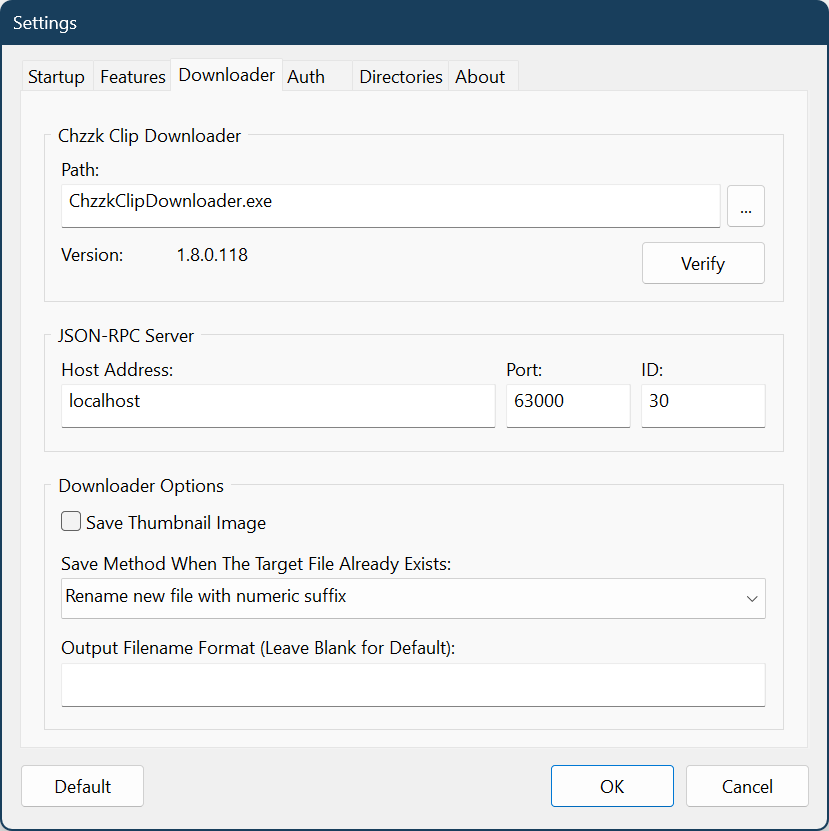 Settings
Startup Features Downloader Auth Directories About
Chzzk Clip Downloader
Path:
ChzzkClipDownloader.exe ...
Version: 1.8.0.118
Verify
JSON-RPC Server
Host Address: Port: ID:
localhost 63000 30
Downloader Options
Save Thumbnail Image
Save Method When The Target File Already Exists:
Rename new file with numeric suffix
Output Filename Format (Leave Blank for Default):
Default OK Cancel